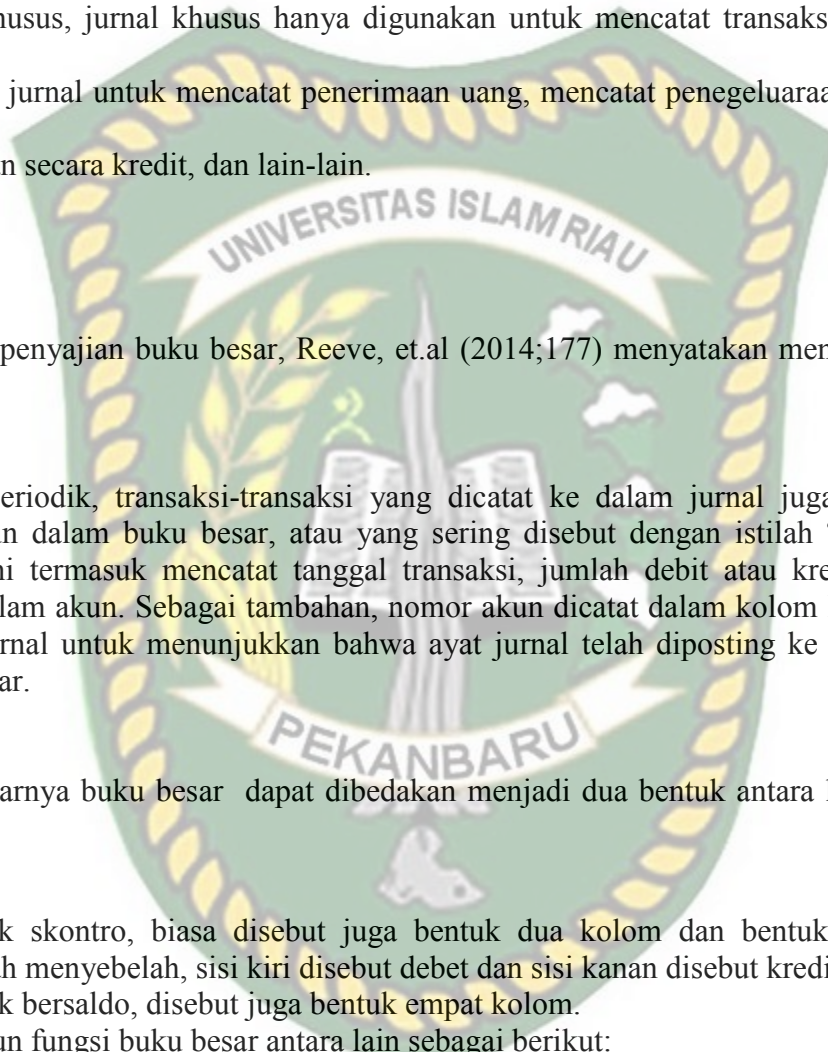 husus, jurnal khusus hanya digunakan untuk mencatat transaks
jurnal untuk mencatat penerimaan uang, mencatat penegeluaraa
n secara kredit, dan lain-lain.
UNIVERSITAS ISLAM RIAU
penyajian buku besar, Reeve, et.al (2014;177) menyatakan men
eriodik, transaksi-transaksi yang dicatat ke dalam jurnal juga
n dalam buku besar, atau yang sering disebut dengan istilah
ni termasuk mencatat tanggal transaksi, jumlah debit atau kre
lam akun. Sebagai tambahan, nomor akun dicatat dalam kolom
rnal untuk menunjukkan bahwa ayat jurnal telah diposting ke
ar.
PEKANBARU
arnya buku besar dapat dibedakan menjadi dua bentuk antara l
k skontro, biasa disebut juga bentuk dua kolom dan bentuk
h menyebelah, sisi kiri disebut debet dan sisi kanan disebut kredi
k bersaldo, disebut juga bentuk empat kolom.
un fungsi buku besar antara lain sebagai berikut: